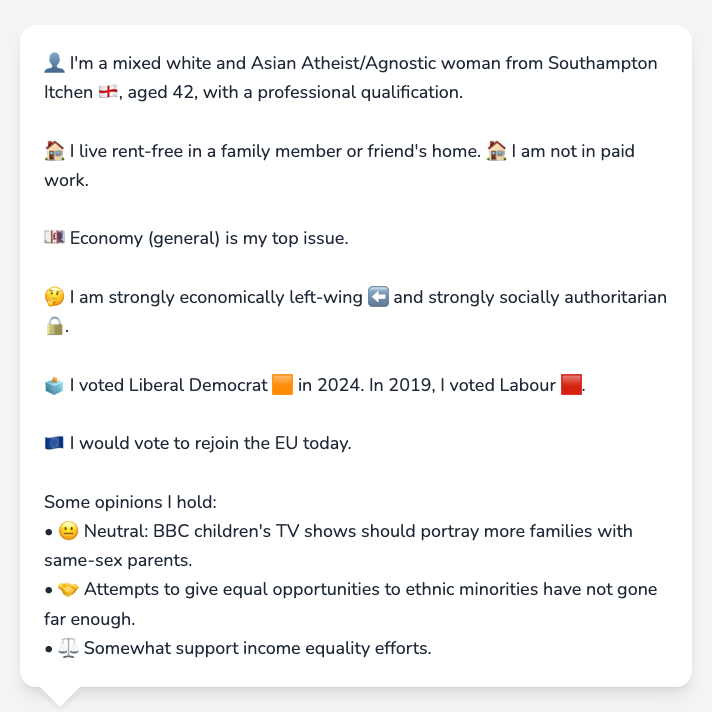 👤 I'm a mixed white and Asian Atheist/Agnostic woman from Southampton
Itchen 🏴󠁧󠁢󠁥󠁮󠁧󠁿, aged 42, with a professional qualification.
🏠 I live rent-free in a family member or friend's home. 🏠 I am not in paid
work.
💷 Economy (general) is my top issue.
🤔 I am strongly economically left-wing ⬅️ and strongly socially authoritarian
🔒.
🗳️ I voted Liberal Democrat 🟧 in 2024. In 2019, I voted Labour 🟥.
🇪🇺 I would vote to rejoin the EU today.
Some opinions I hold:
• 😐 Neutral: BBC children's TV shows should portray more families with
same-sex parents.
• 🤝 Attempts to give equal opportunities to ethnic minorities have not gone
far enough.
• ⚖️ Somewhat support income equality efforts.